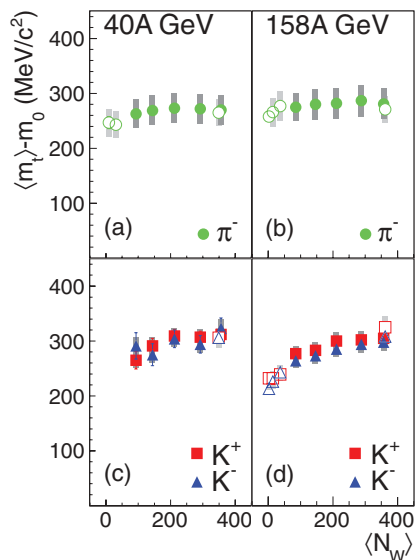 40A GeV 158A GeV
⟨m_t⟩-m_0 (MeV/c²)
400
300
200
100
(a) π⁻ (b) π⁻
400
300
200
100
K⁺ K⁺
(c) K⁻ (d) K⁻
0 200 400 0 200 400
⟨N_W⟩